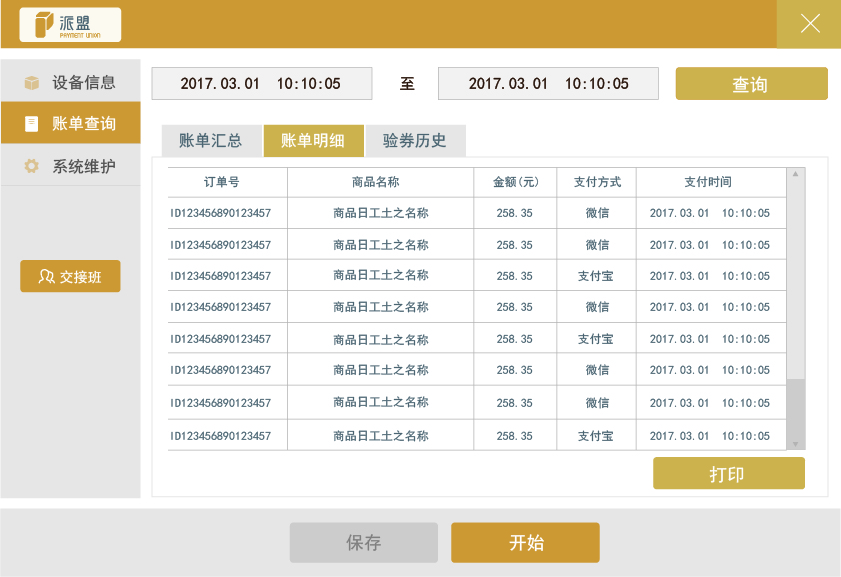 派盟
PAYMENT UNION
设备信息
账单查询
系统维护
交接班
2017.03.01 10:10:05 至 2017.03.01 10:10:05 查询
账单汇总 账单明细 验券历史
订单号 商品名称 金额(元) 支付方式 支付时间
ID123456890123457 商品日工土之名称 258.35 微信 2017.03.01 10:10:05
ID123456890123457 商品日工土之名称 258.35 微信 2017.03.01 10:10:05
ID123456890123457 商品日工土之名称 258.35 支付宝 2017.03.01 10:10:05
ID123456890123457 商品日工土之名称 258.35 微信 2017.03.01 10:10:05
ID123456890123457 商品日工土之名称 258.35 支付宝 2017.03.01 10:10:05
ID123456890123457 商品日工土之名称 258.35 微信 2017.03.01 10:10:05
ID123456890123457 商品日工土之名称 258.35 微信 2017.03.01 10:10:05
ID123456890123457 商品日工土之名称 258.35 支付宝 2017.03.01 10:10:05
打印
保存 开始